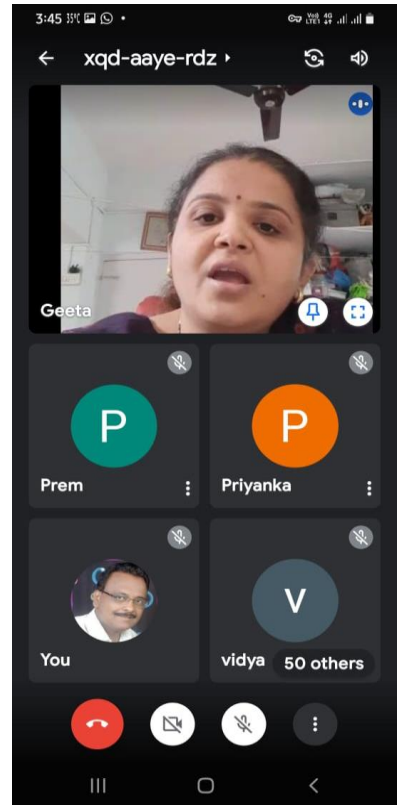 3:45
xqd-aaye-rdz
Geeta
P
Prem
P
Priyanka
You
V
vidya
50 others